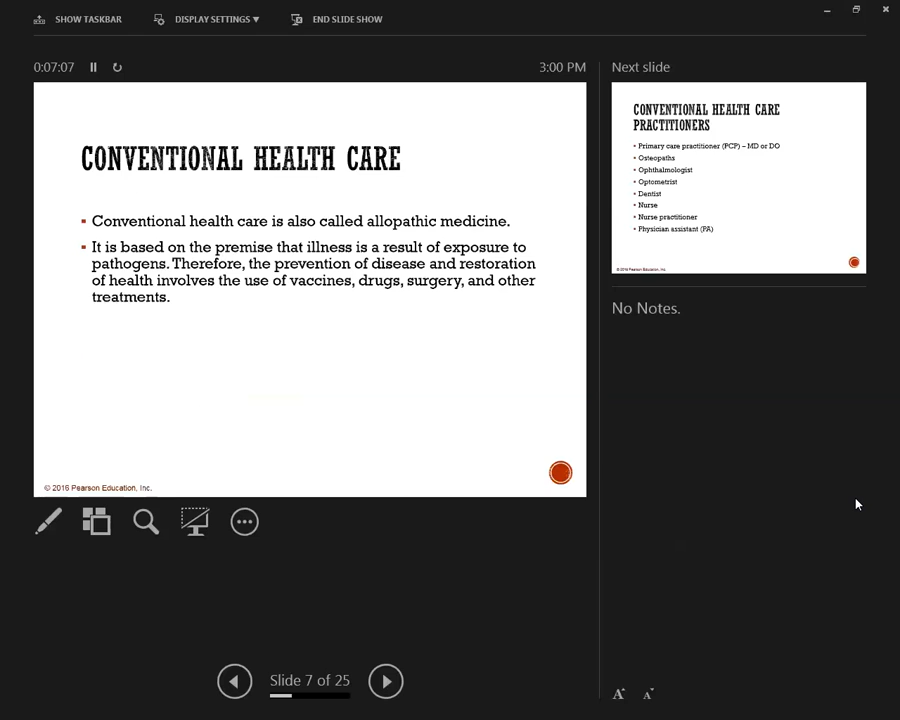 SHOW TASKBAR
DISPLAY SETTINGS ▼
END SLIDE SHOW
0:07:07
3:00 PM
CONVENTIONAL HEALTH CARE
▪ Conventional health care is also called allopathic medicine.
▪ It is based on the premise that illness is a result of exposure to
pathogens. Therefore, the prevention of disease and restoration
of health involves the use of vaccines, drugs, surgery, and other
treatments.
© 2016 Pearson Education, Inc.
Slide 7 of 25
Next slide
CONVENTIONAL HEALTH CARE
PRACTITIONERS
▪ Primary care practitioner (PCP) – MD or DO
▪ Osteopaths
▪ Ophthalmologist
▪ Optometrist
▪ Dentist
▪ Nurse
▪ Nurse practitioner
▪ Physician assistant (PA)
© 2016 Pearson Education, Inc.
No Notes.
A A